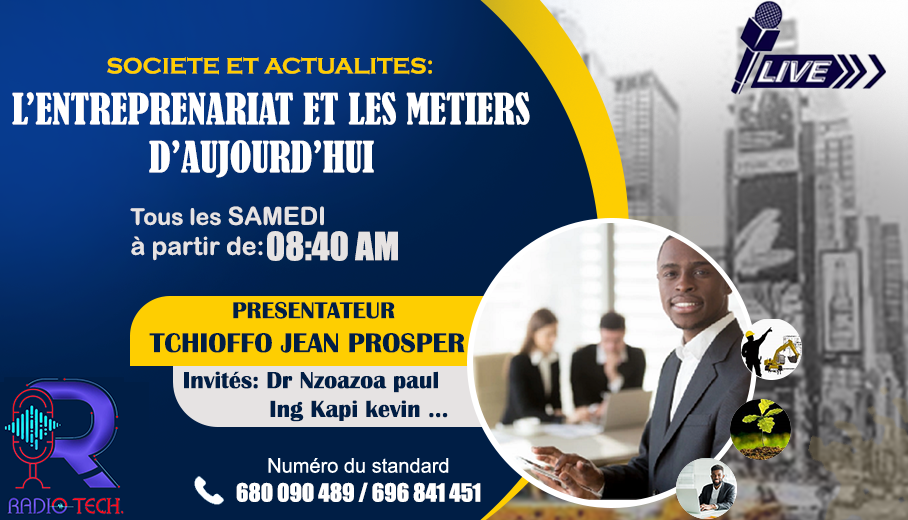 SOCIETE ET ACTUALITES:
L'ENTREPRENARIAT ET LES METIERS
D'AUJOURD'HUI
Tous les SAMEDI
à partir de: 08:40 AM
PRESENTATEUR
TCHIOFFO JEAN PROSPER
Invités: Dr Nzoazoa paul
Ing Kapi kevin ...
Numéro du standard
680 090 489 / 696 841 451
LIVE
R
RADIO-TECH.